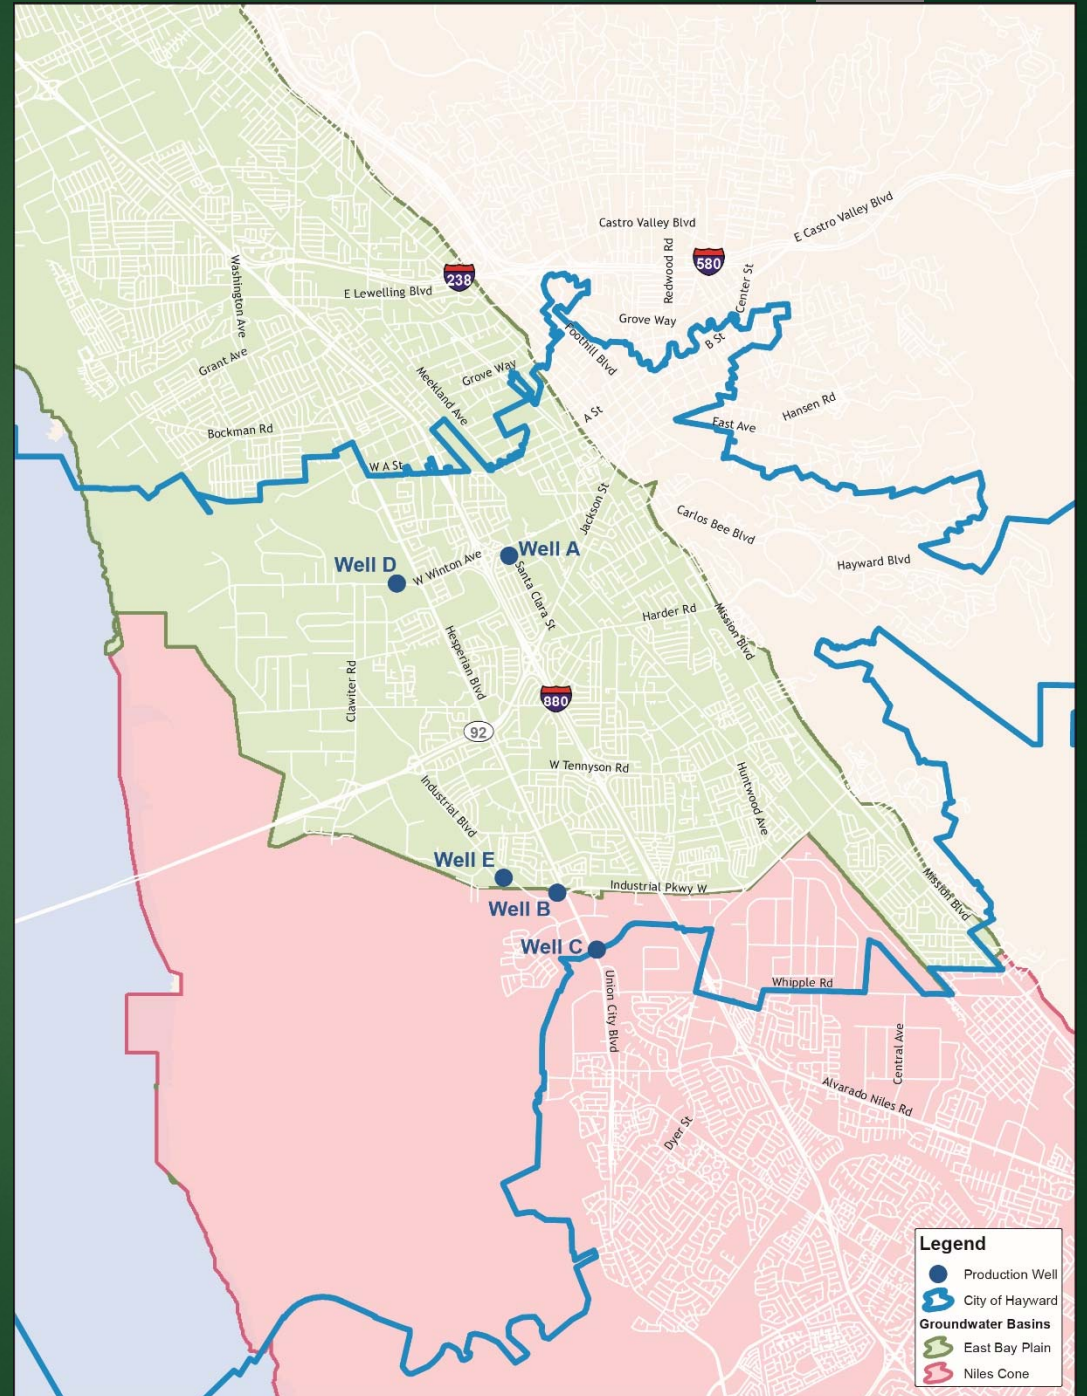 Castro Valley Blvd
E Castro Valley Blvd
Redwood Rd
580
Center St
238
Washington Ave
E Lewelling Blvd
Grove Way
Foothill Blvd
B St
Grant Ave
Meekland Ave
Grove Way
Hansen Rd
A St
East Ave
Bockman Rd
W A St
Jackson St
Carlos Bee Blvd
Well A
Well D
W Winton Ave
Hayward Blvd
Santa Clara St
Harder Rd
Mission Blvd
Hesperian Blvd
Clawiter Rd
880
92
W Tennyson Rd
Huntwood Ave
Industrial Blvd
Well E
Industrial Pkwy W
Mission Blvd
Well B
Well C
Union City Blvd
Whipple Rd
Central Ave
Alvarado Niles Rd
Dyer St
Legend
Production Well
City of Hayward
Groundwater Basins
East Bay Plain
Niles Cone